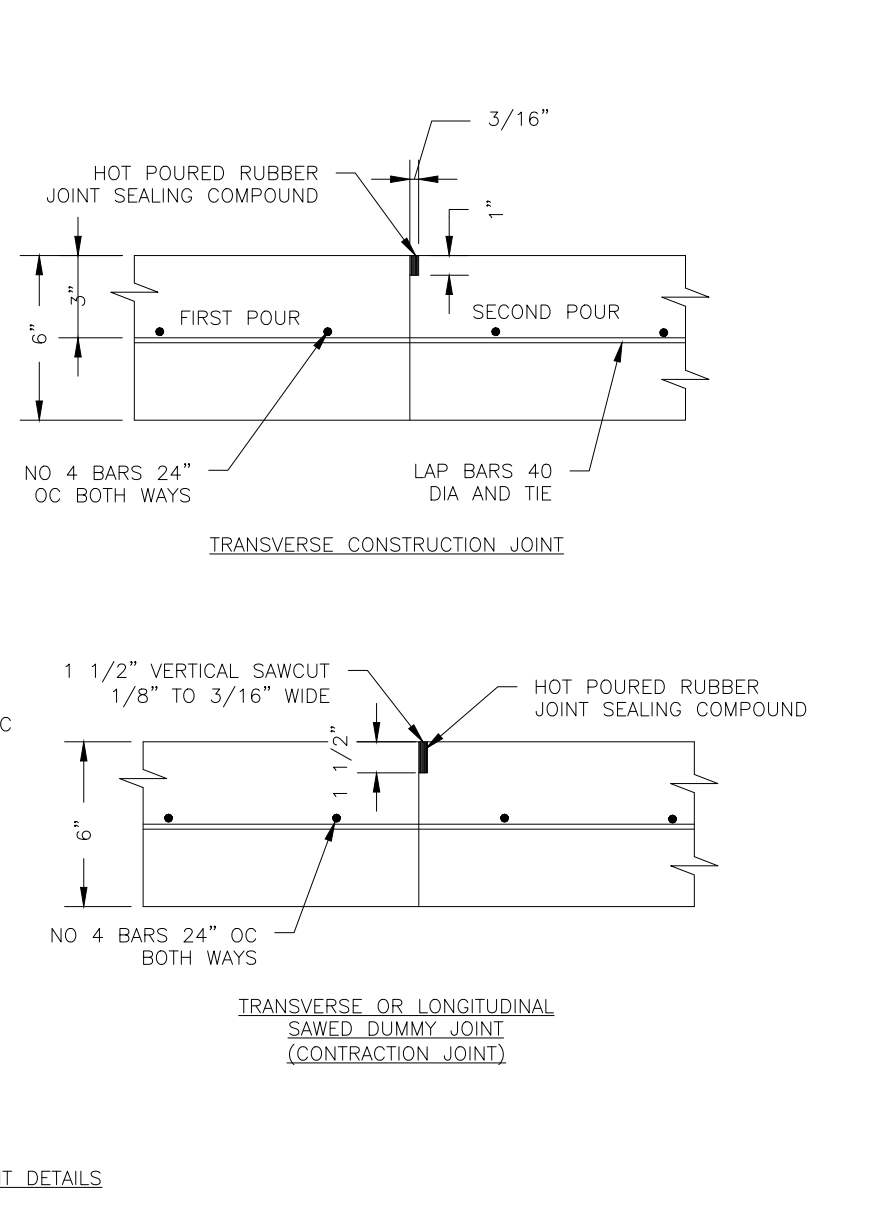 3/16”
HOT POURED RUBBER
JOINT SEALING COMPOUND
1”
3”
6”
FIRST POUR
SECOND POUR
NO 4 BARS 24”
OC BOTH WAYS
LAP BARS 40
DIA AND TIE
TRANSVERSE CONSTRUCTION JOINT
1 1/2” VERTICAL SAWCUT
1/8” TO 3/16” WIDE
HOT POURED RUBBER
JOINT SEALING COMPOUND
C
1 1/2”
6”
NO 4 BARS 24” OC
BOTH WAYS
TRANSVERSE OR LONGITUDINAL
SAWED DUMMY JOINT
(CONTRACTION JOINT)
T DETAILS